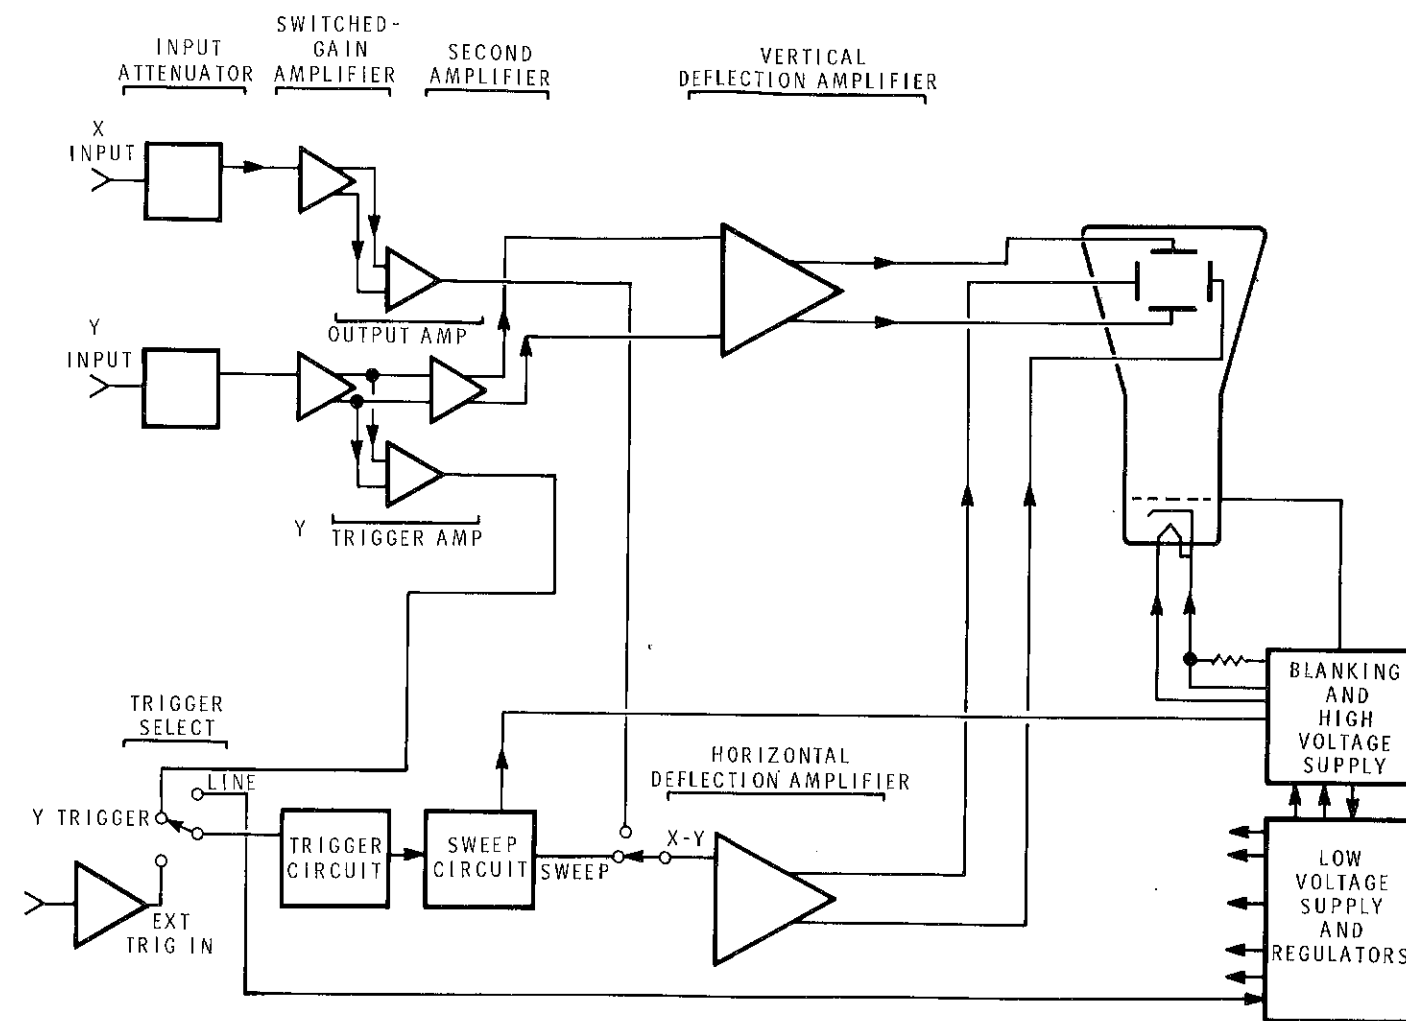 INPUT
ATTENUATOR
SWITCHED-
GAIN
AMPLIFIER
SECOND
AMPLIFIER
VERTICAL
DEFLECTION AMPLIFIER
X
INPUT
OUTPUT AMP
Y
INPUT
Y TRIGGER AMP
TRIGGER
SELECT
LINE
Y TRIGGER
EXT
TRIG IN
TRIGGER
CIRCUIT
SWEEP
CIRCUIT
SWEEP
X-Y
HORIZONTAL
DEFLECTION AMPLIFIER
BLANKING
AND
HIGH
VOLTAGE
SUPPLY
LOW
VOLTAGE
SUPPLY
AND
REGULATORS